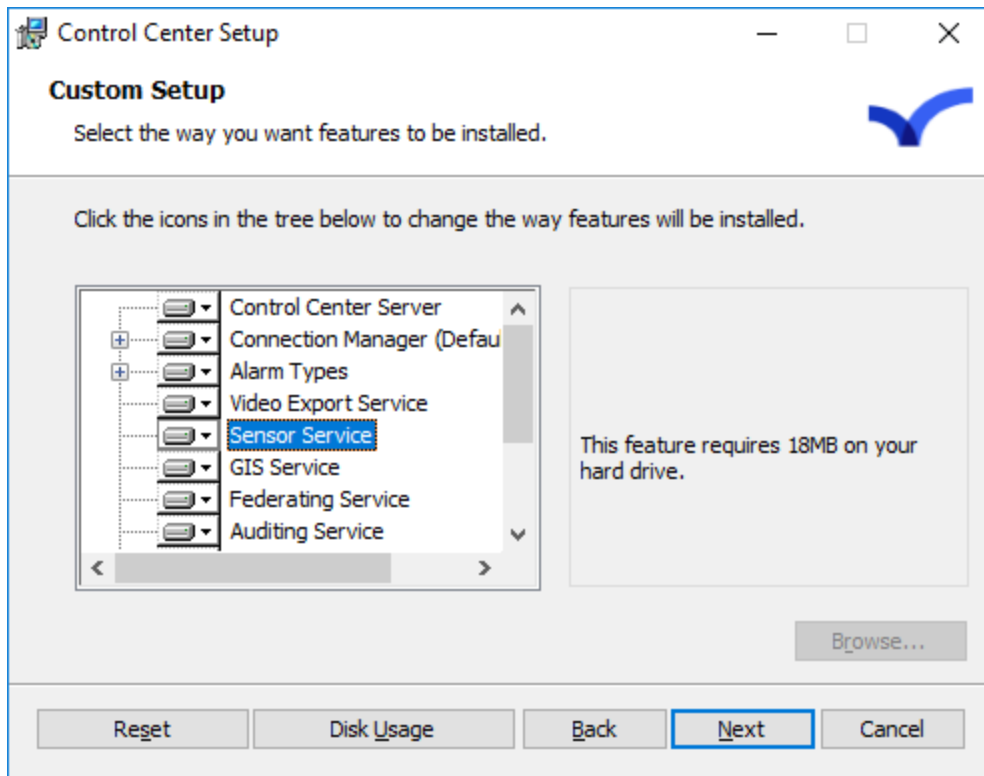 Control Center Setup
Custom Setup
Select the way you want features to be installed.
Click the icons in the tree below to change the way features will be installed.
Control Center Server
Connection Manager (Defau
Alarm Types
Video Export Service
Sensor Service
GIS Service
Federating Service
Auditing Service
This feature requires 18MB on your
hard drive.
Browse...
Reset Disk Usage Back Next Cancel